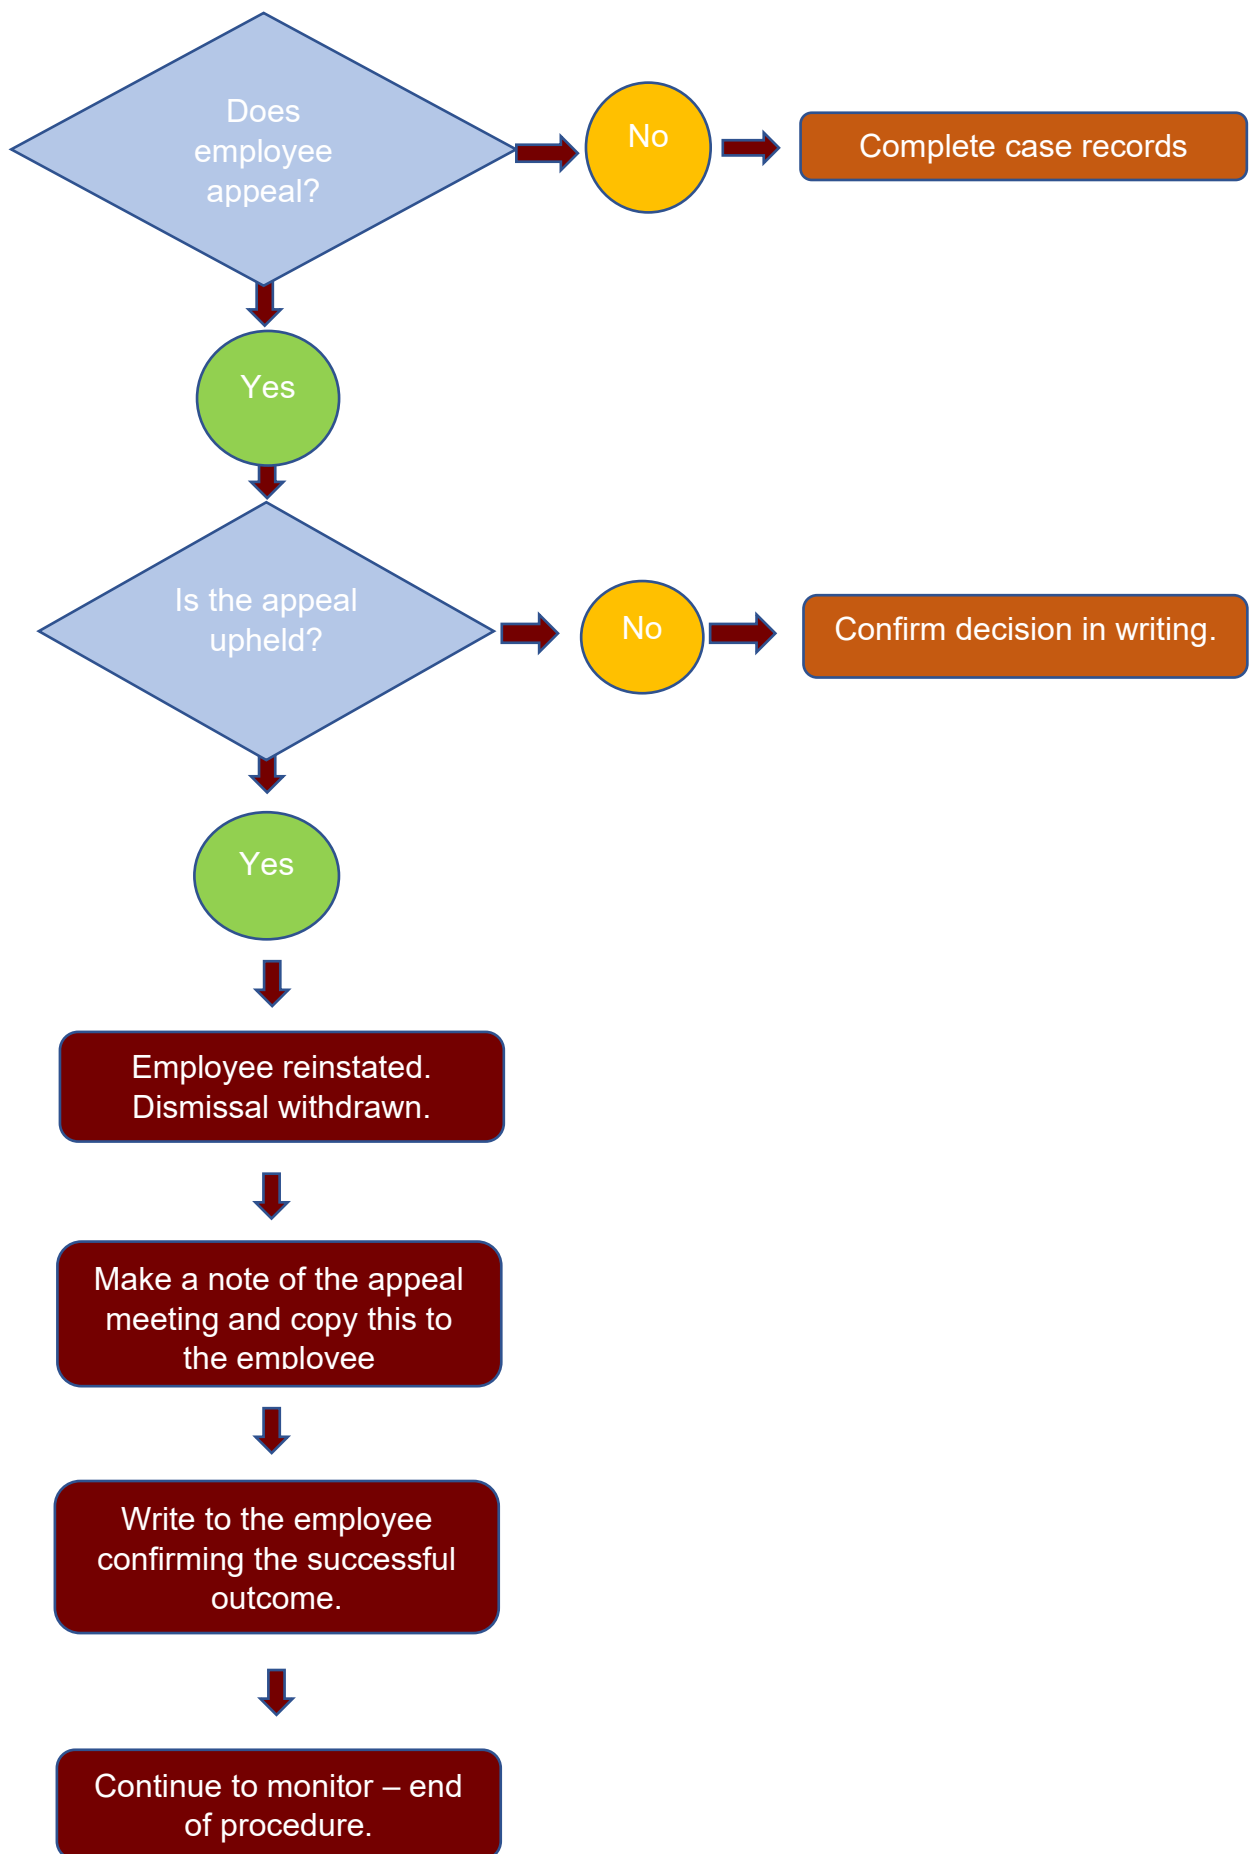 Does
employee
appeal?
No
Complete case records
Yes
Is the appeal
upheld?
No
Confirm decision in writing.
Yes
Employee reinstated.
Dismissal withdrawn.
Make a note of the appeal
meeting and copy this to
the employee
Write to the employee
confirming the successful
outcome.
Continue to monitor – end
of procedure.